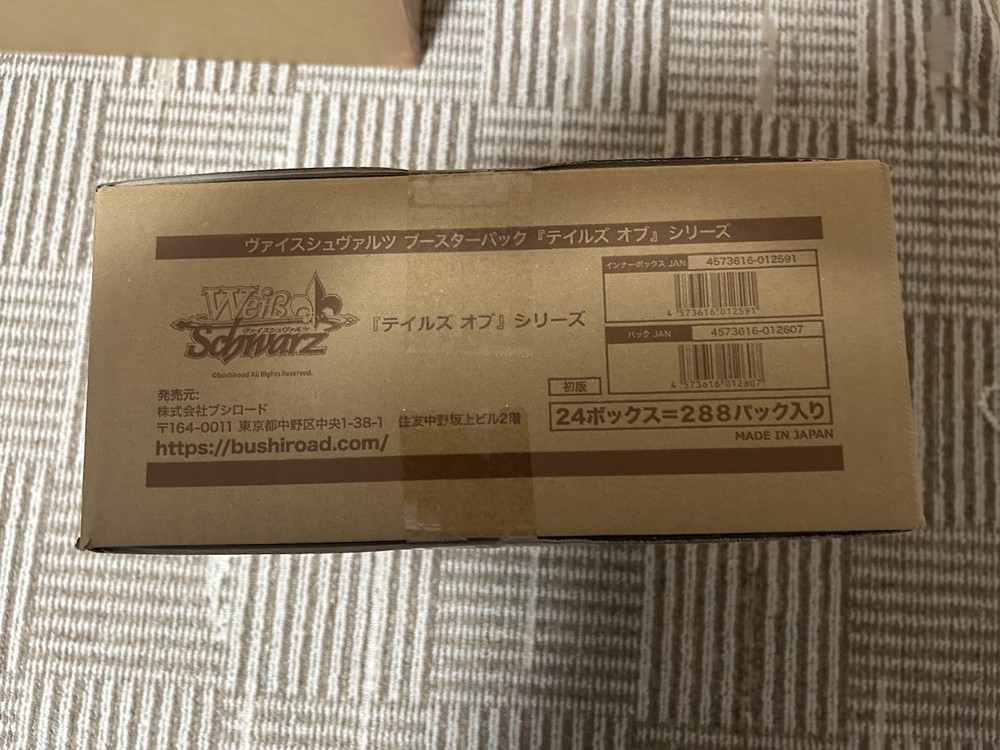 ヴァイスシュヴァルツ ブースターパック『テイルズ オブ』シリーズ
Weiß
ヴァイスシュヴァルツ
Schwarz
©bushiroad All Rights Reserved.
『テイルズ オブ』シリーズ
インナーボックス JAN 4573616-012591
4 573616 012591
パック JAN 4573616-012607
4 573616 012607
発売元:
株式会社ブシロード
〒164-0011 東京都中野区中央1-38-1 住友中野坂上ビル2階
https://bushiroad.com/
初版
24ボックス=288パック入り
MADE IN JAPAN